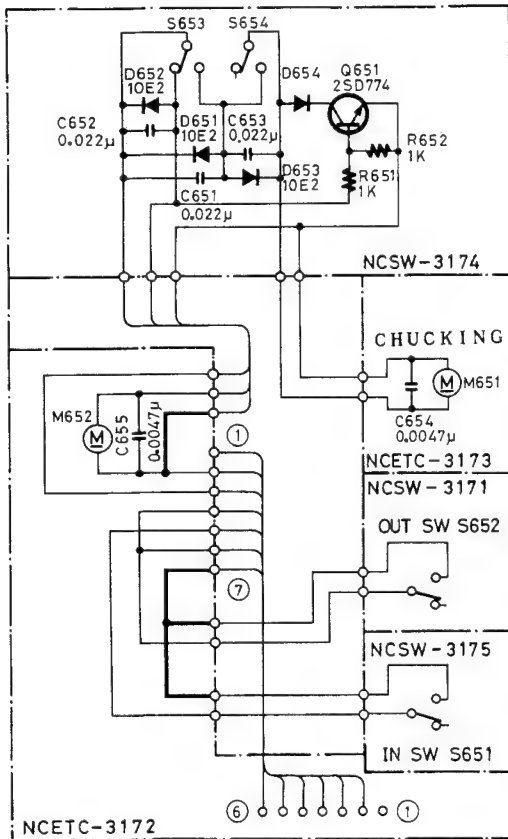 S653 S654
D652
10E2
D654
Q651
2SD774
C652
0.022μ
D651
10E2
C653
0,022μ
R652
1K
D653
10E2
R651
1K
C651
0.022μ
NCSW-3174
CHUCKING
M652
M
C655
0.0047μ
M
M651
C654
0.0047μ
①
NCETC-3173
NCSW-3171
OUT SW S652
⑦
NCSW-3175
IN SW S651
⑥ ①
NCETC-3172